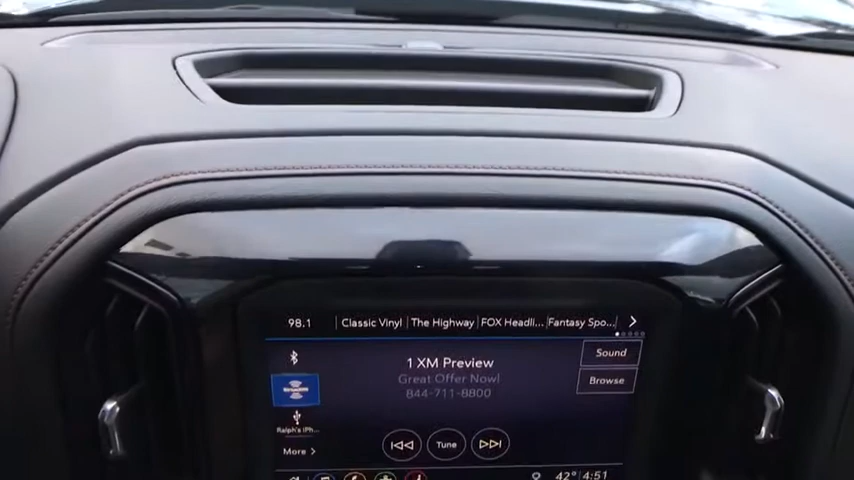 98.1 Classic Vinyl The Highway FOX Headli... Fantasy Spo...
1 XM Preview
Great Offer Now!
844-711-8800
Sound
Browse
Ralph's iPh...
Tune
More
42° 4:51